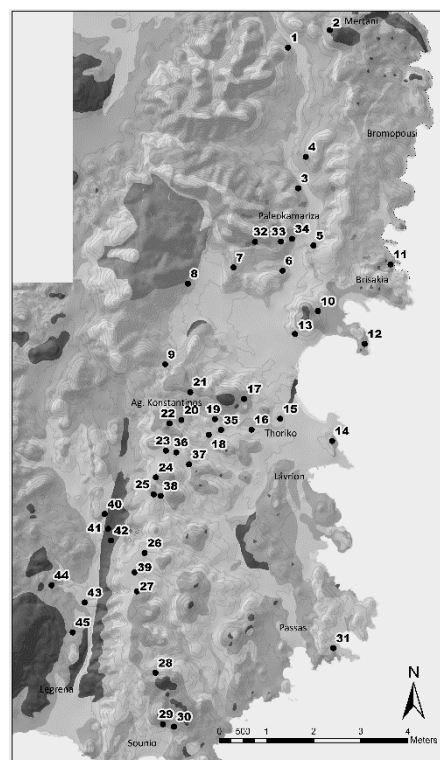 2
Mertani
1
Bromopousi
4
3
Paleokamariza
32 33 34 5
7 6 11
8 Brisakia
10
13 12
9
21
17
Ag. Konstantinos
22 20 19 35 16 15
18 Thoriko
14
23 36
37
24 Lavrion
25 38
40
41 42
26
39
44 27
43
Passas
45
31
28
Legrena
29 30
Sounio
N
0 500 1 2 3 4
Meters